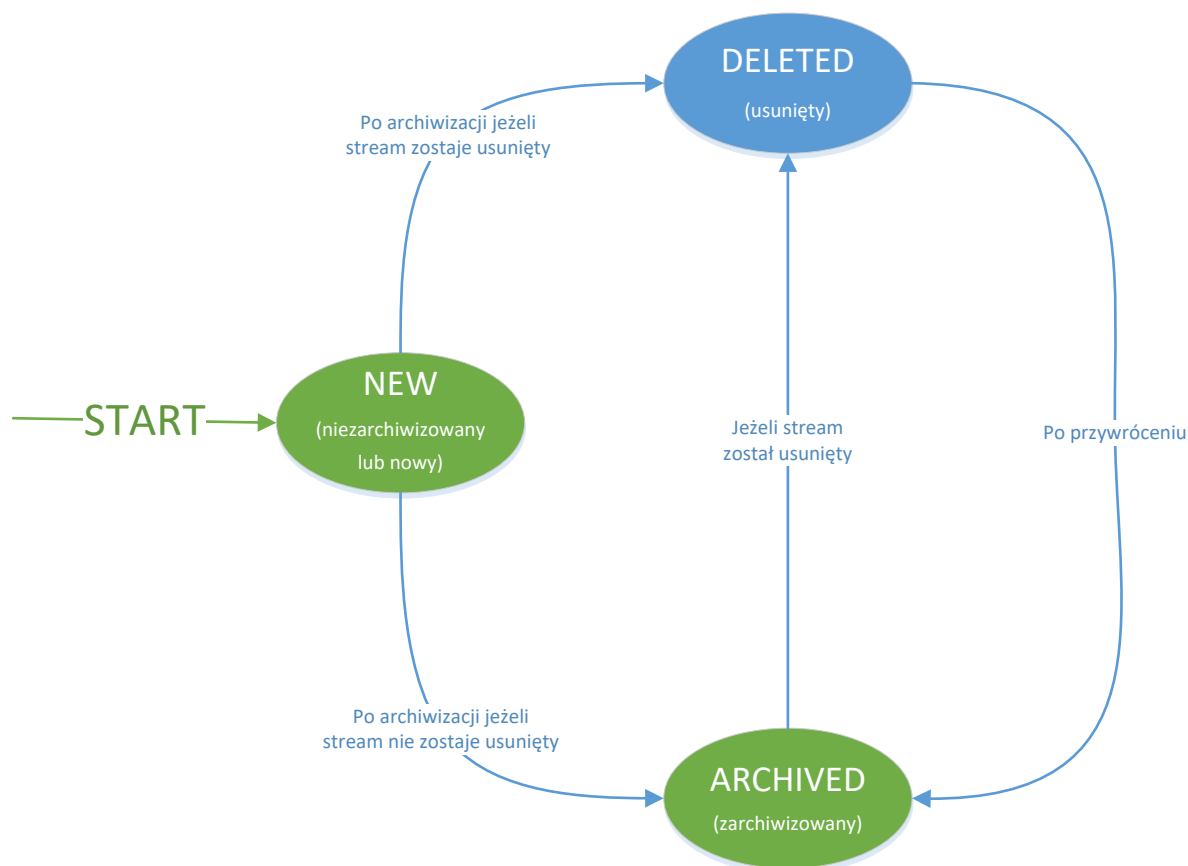 DELETED
(usunięty)
Po archiwizacji jeżeli
stream zostaje usunięty
NEW
(niezarchiwizowany
lub nowy)
START
Jeżeli stream
został usunięty
Po przywróceniu
Po archiwizacji jeżeli
stream nie zostaje usunięty
ARCHIVED
(zarchiwizowany)